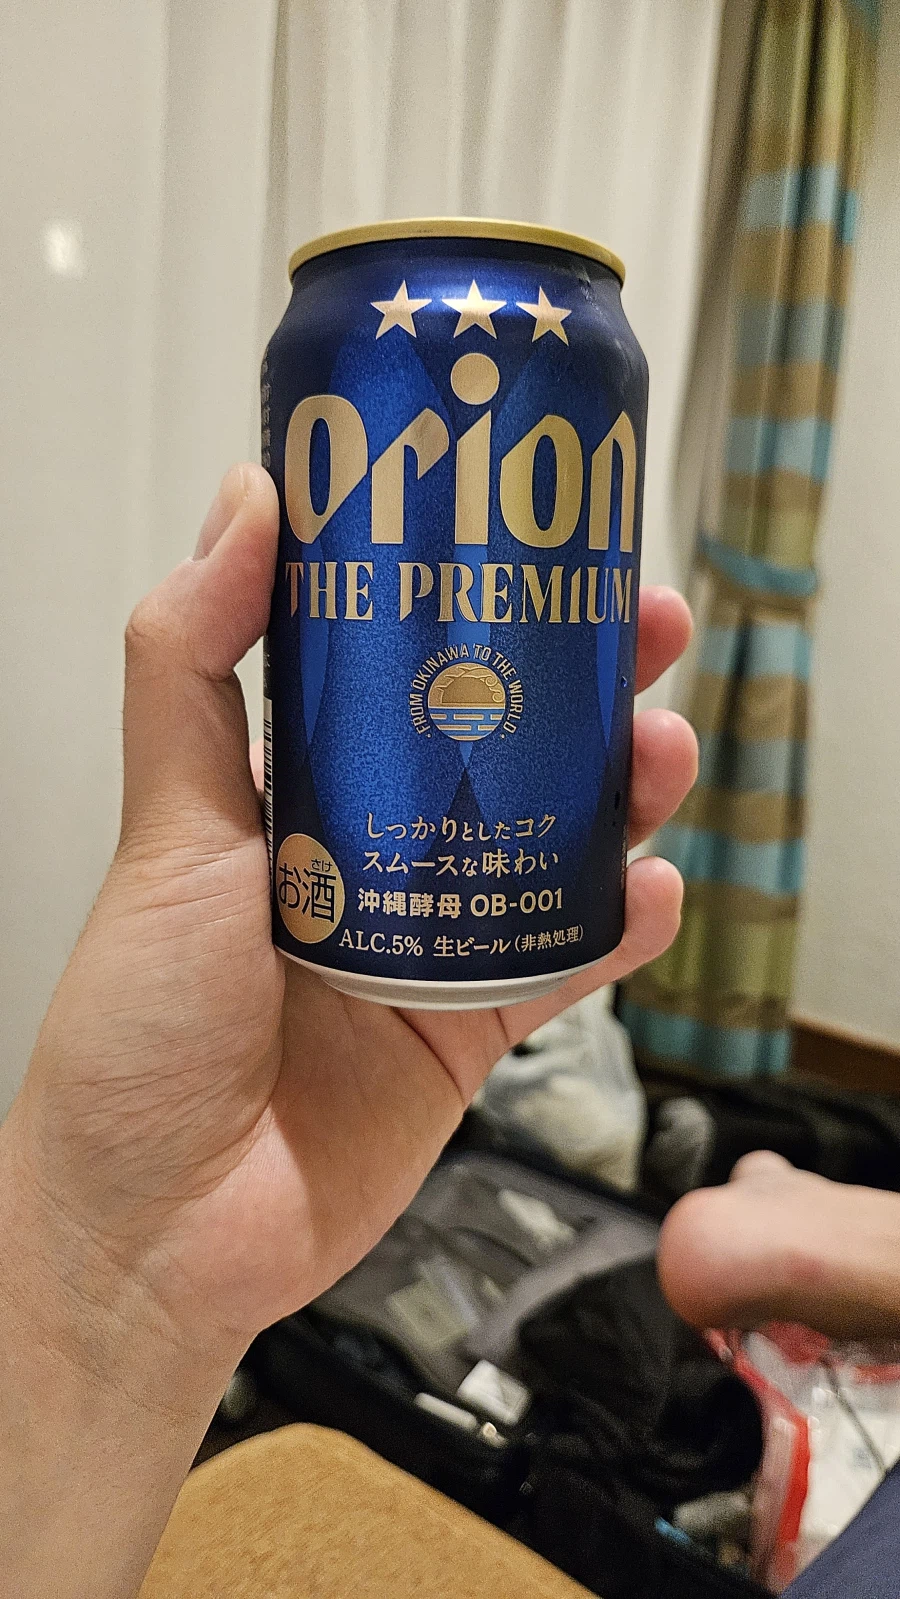 orion
THE PREMIUM
FROM OKINAWA TO THE WORLD
しっかりとしたコク
スムースな味わい
沖縄酵母 OB-001
さけ
お酒
ALC.5% 生ビール(非熱処理)